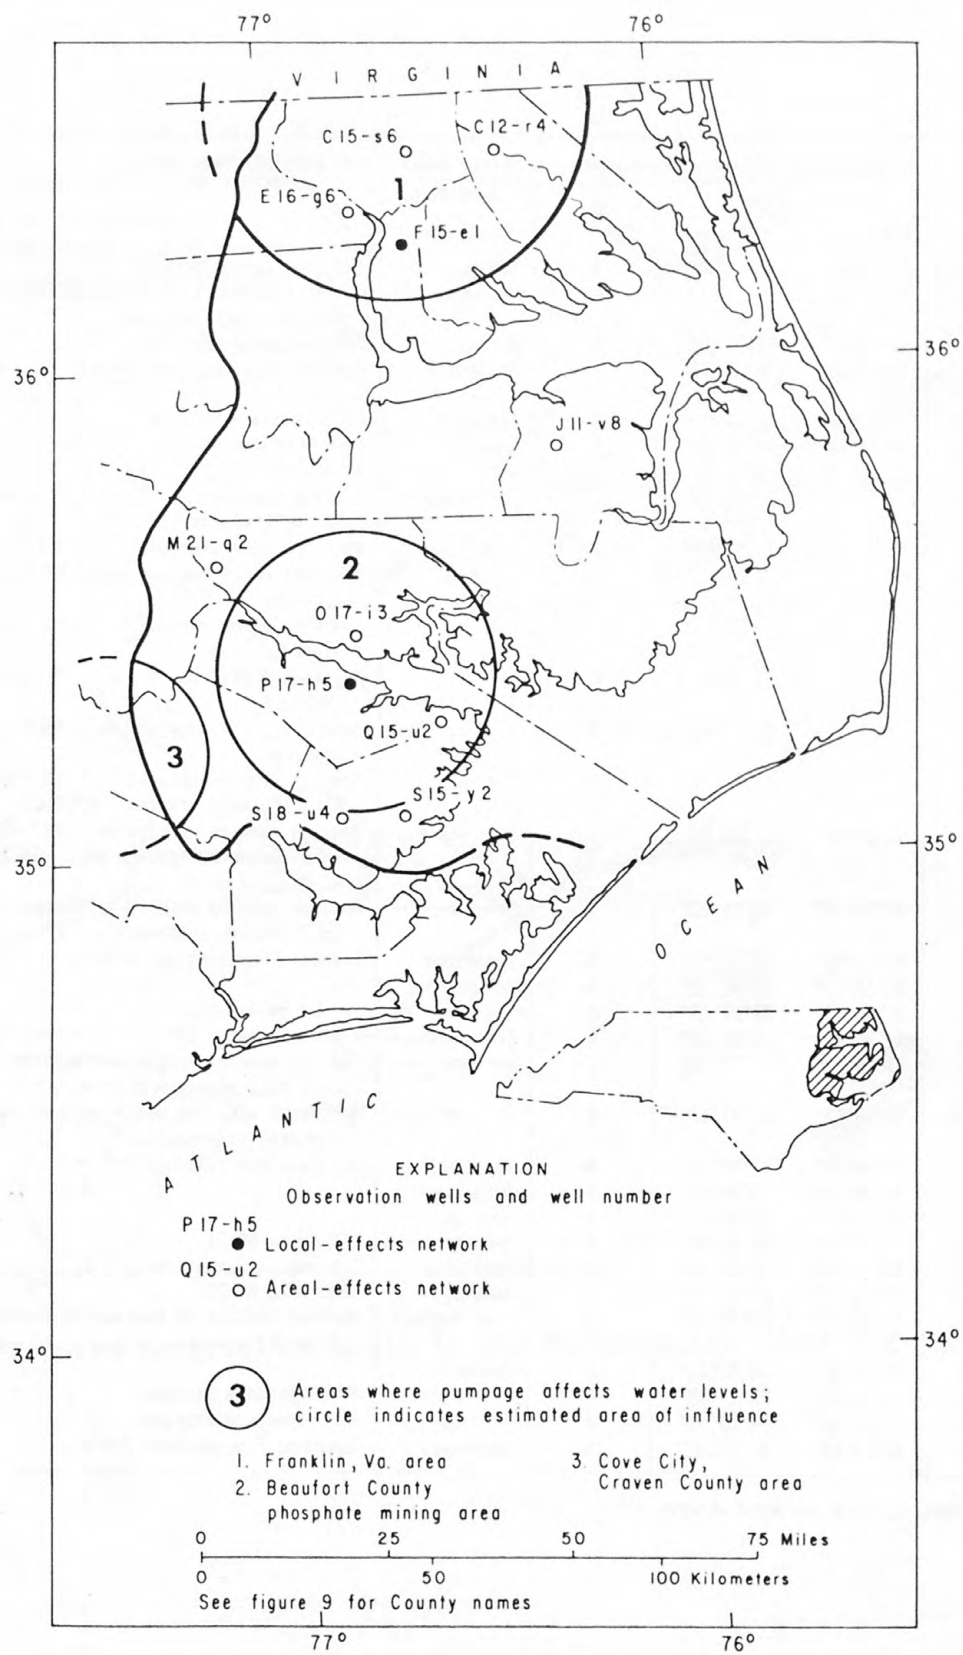 77° 76°
VIRGINIA
C15-s6 C12-r4
1
E16-g6
F15-e1
36° 36°
J11-v8
M21-q2
2
O17-i3
P17-h5
Q15-u2
3
S15-y2
S18-u4
35° 35°
ATLANTIC OCEAN
EXPLANATION
Observation wells and well number
P17-h5
Local-effects network
Q15-u2
Areal-effects network
34° 34°
3 Areas where pumpage affects water levels;
circle indicates estimated area of influence
1. Franklin, Va. area
2. Beaufort County
phosphate mining area
3. Cove City,
Craven County area
0 25 50 75 Miles
0 50 100 Kilometers
See figure 9 for County names
77° 76°